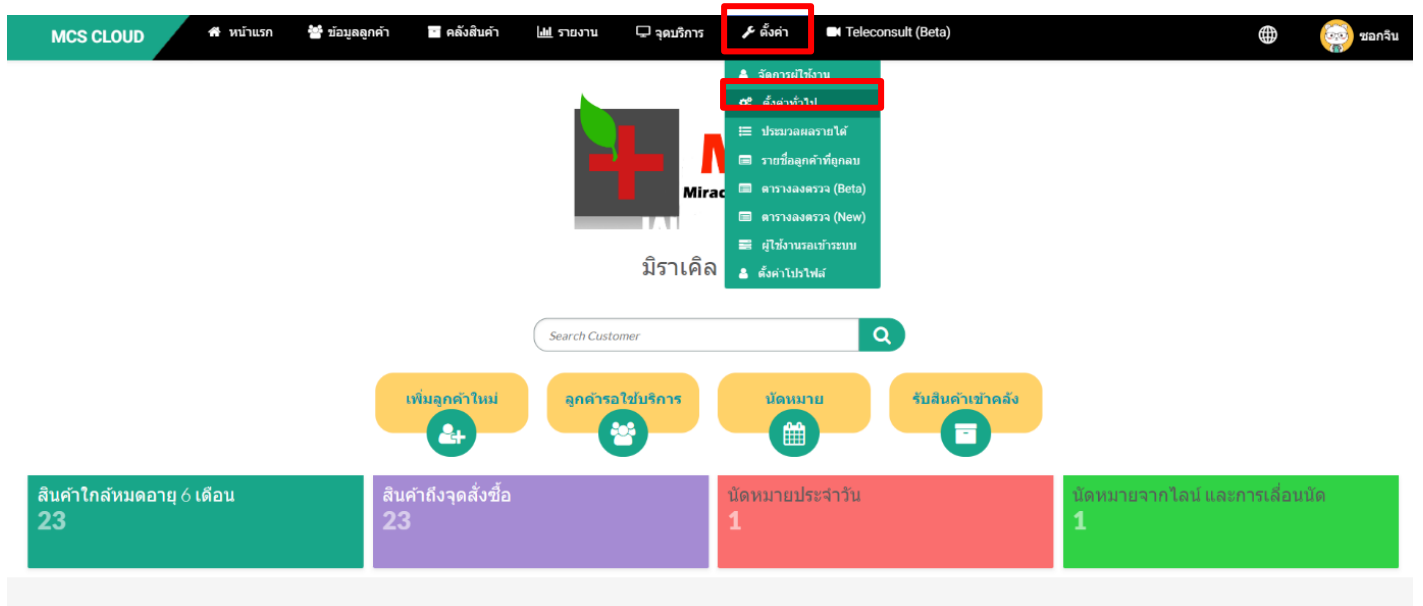 MCS CLOUD
หน้าแรก
ข้อมูลลูกค้า
คลังสินค้า
รายงาน
จุดบริการ
ตั้งค่า
Teleconsult (Beta)
ซอกจิน
จัดการผู้ใช้งาน
ตั้งค่าทั่วไป
ประมวลผลรายได้
รายชื่อลูกค้าที่ถูกลบ
ตารางลงตรวจ (Beta)
ตารางลงตรวจ (New)
ผู้ใช้งานรอเข้าระบบ
ตั้งค่าโปรไฟล์
M
Mirac
มิราเคิล
Search Customer
เพิ่มลูกค้าใหม่
ลูกค้ารอใช้บริการ
นัดหมาย
รับสินค้าเข้าคลัง
สินค้าใกล้หมดอายุ 6 เดือน
23
สินค้าถึงจุดสั่งซื้อ
23
นัดหมายประจำวัน
1
นัดหมายจากไลน์ และการเลื่อนนัด
1